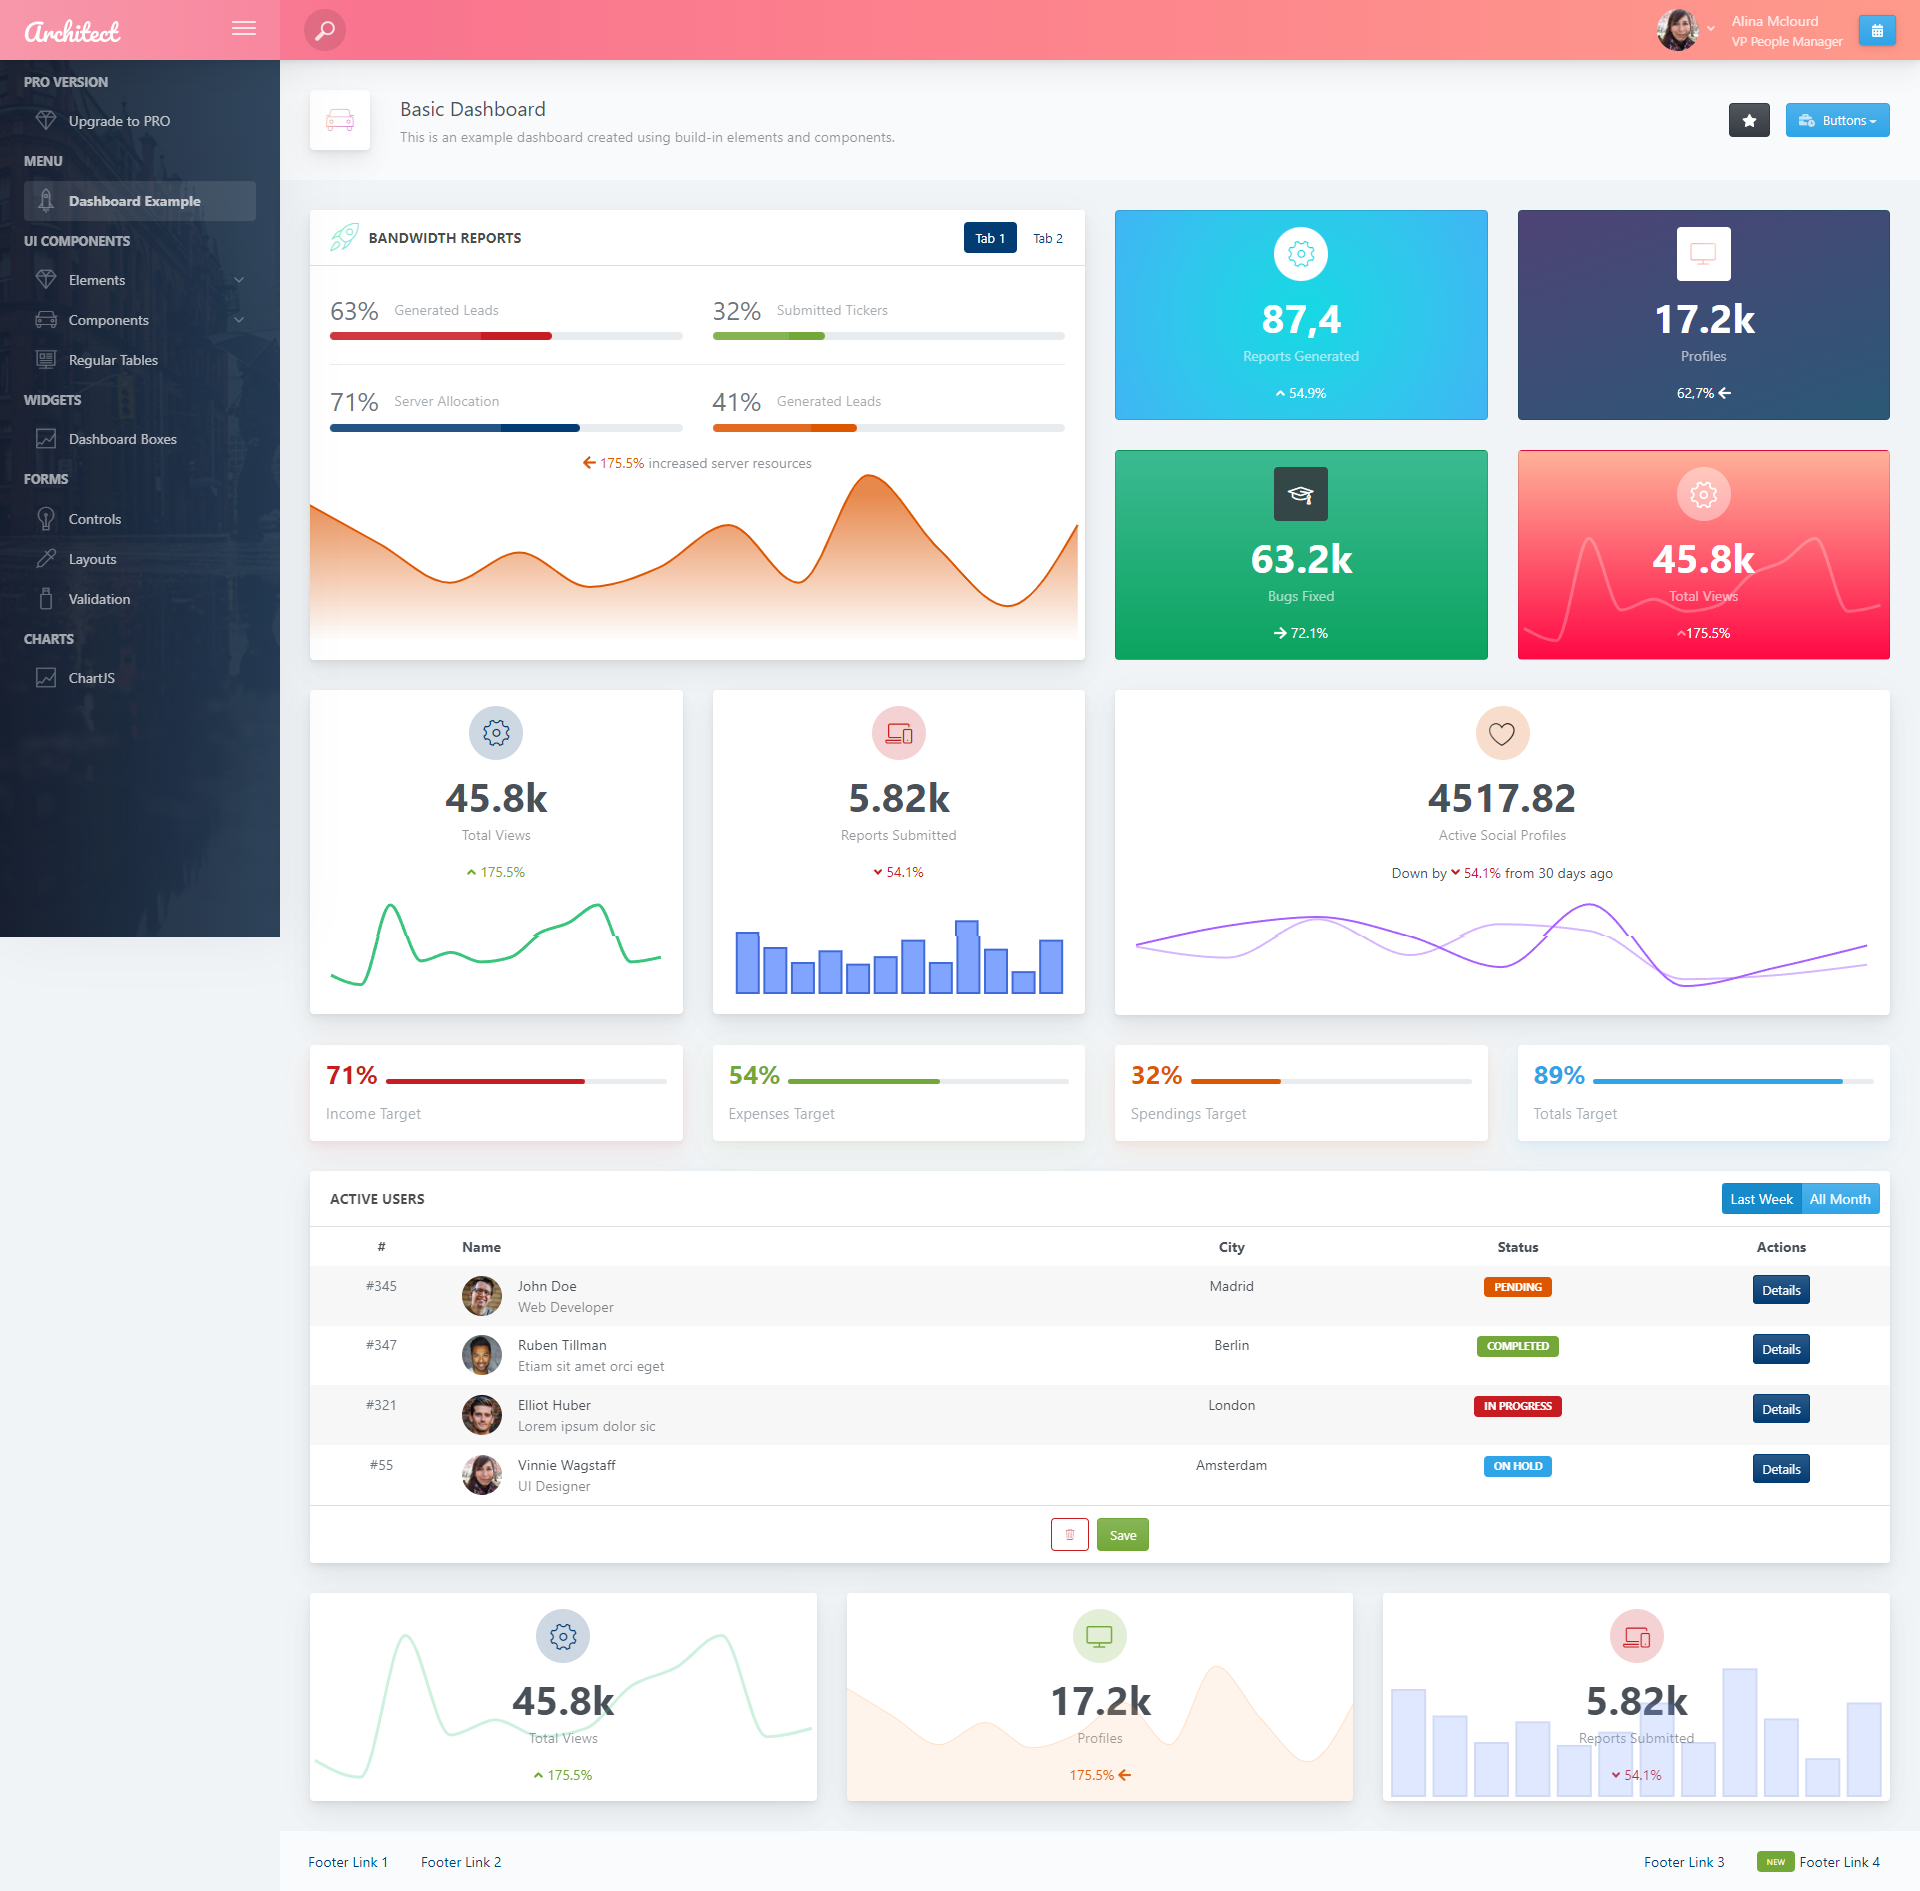 Architect
Alina Mclourd
VP People Manager
PRO VERSION
Upgrade to PRO
MENU
Dashboard Example
UI COMPONENTS
Elements
Components
Regular Tables
WIDGETS
Dashboard Boxes
FORMS
Controls
Layouts
Validation
CHARTS
ChartJS
Basic Dashboard
This is an example dashboard created using build-in elements and components.
Buttons
BANDWIDTH REPORTS
Tab 1 Tab 2
63% Generated Leads
32% Submitted Tickers
71% Server Allocation
41% Generated Leads
175.5% increased server resources
87,4
Reports Generated
54.9%
17.2k
Profiles
62,7%
63.2k
Bugs Fixed
72.1%
45.8k
Total Views
175.5%
45.8k
Total Views
175.5%
5.82k
Reports Submitted
54.1%
4517.82
Active Social Profiles
Down by 54.1% from 30 days ago
71%
Income Target
54%
Expenses Target
32%
Spendings Target
89%
Totals Target
ACTIVE USERS
Last Week All Month
# Name City Status Actions
#345 John Doe Madrid PENDING Details
Web Developer
#347 Ruben Tillman Berlin COMPLETED Details
Etiam sit amet orci eget
#321 Elliot Huber London IN PROGRESS Details
Lorem ipsum dolor sic
#55 Vinnie Wagstaff Amsterdam ON HOLD Details
UI Designer
Save
45.8k
Total Views
175.5%
17.2k
Profiles
175.5%
5.82k
Reports Submitted
54.1%
Footer Link 1 Footer Link 2 Footer Link 3 NEW Footer Link 4